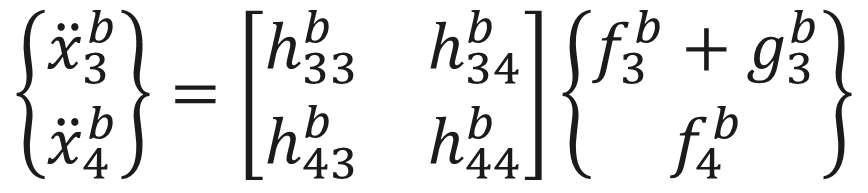 {ẍ₃ᵇ} = [h₃₃ᵇ h₃₄ᵇ] {f₃ᵇ + g₃ᵇ}
{ẍ₄ᵇ} [h₄₃ᵇ h₄₄ᵇ] {f₄ᵇ}